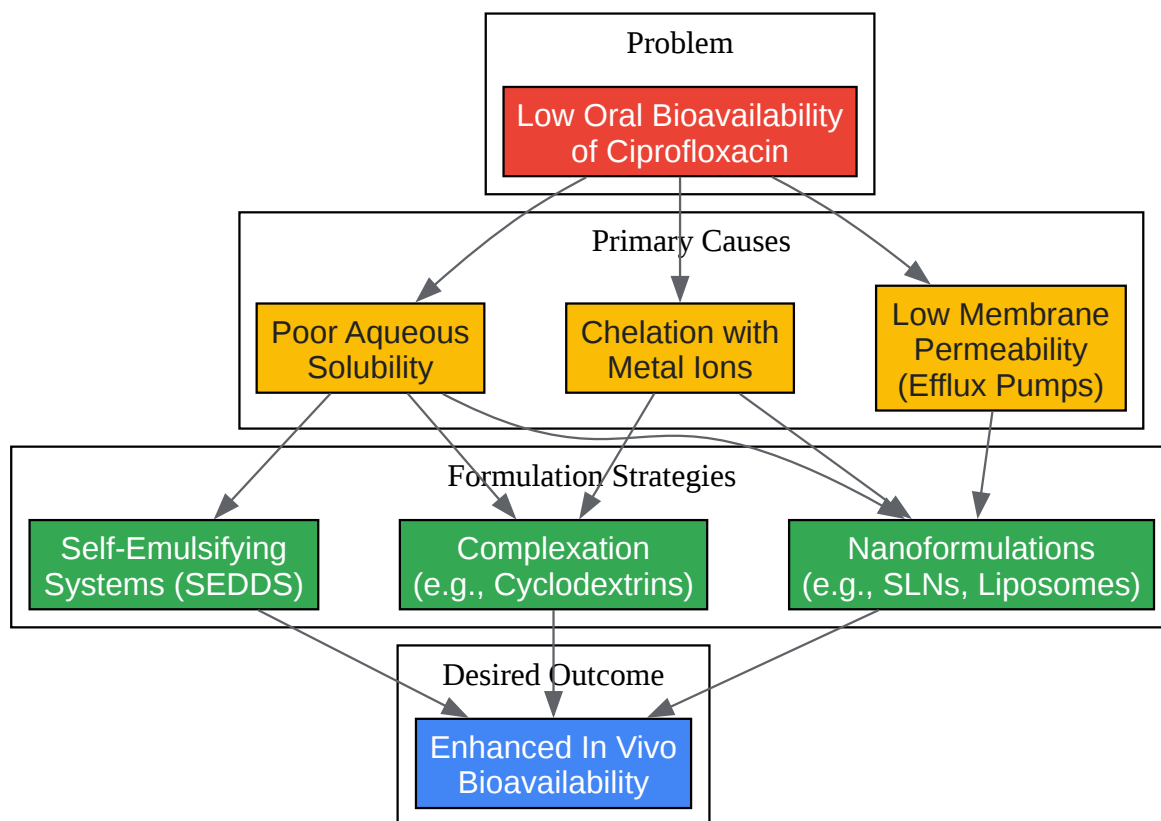 Problem
Low Oral Bioavailability
of Ciprofloxacin
Primary Causes
Poor Aqueous
Solubility
Chelation with
Metal Ions
Low Membrane
Permeability
(Efflux Pumps)
Formulation Strategies
Self-Emulsifying
Systems (SEDDS)
Complexation
(e.g., Cyclodextrins)
Nanoformulations
(e.g., SLNs, Liposomes)
Desired Outcome
Enhanced In Vivo
Bioavailability